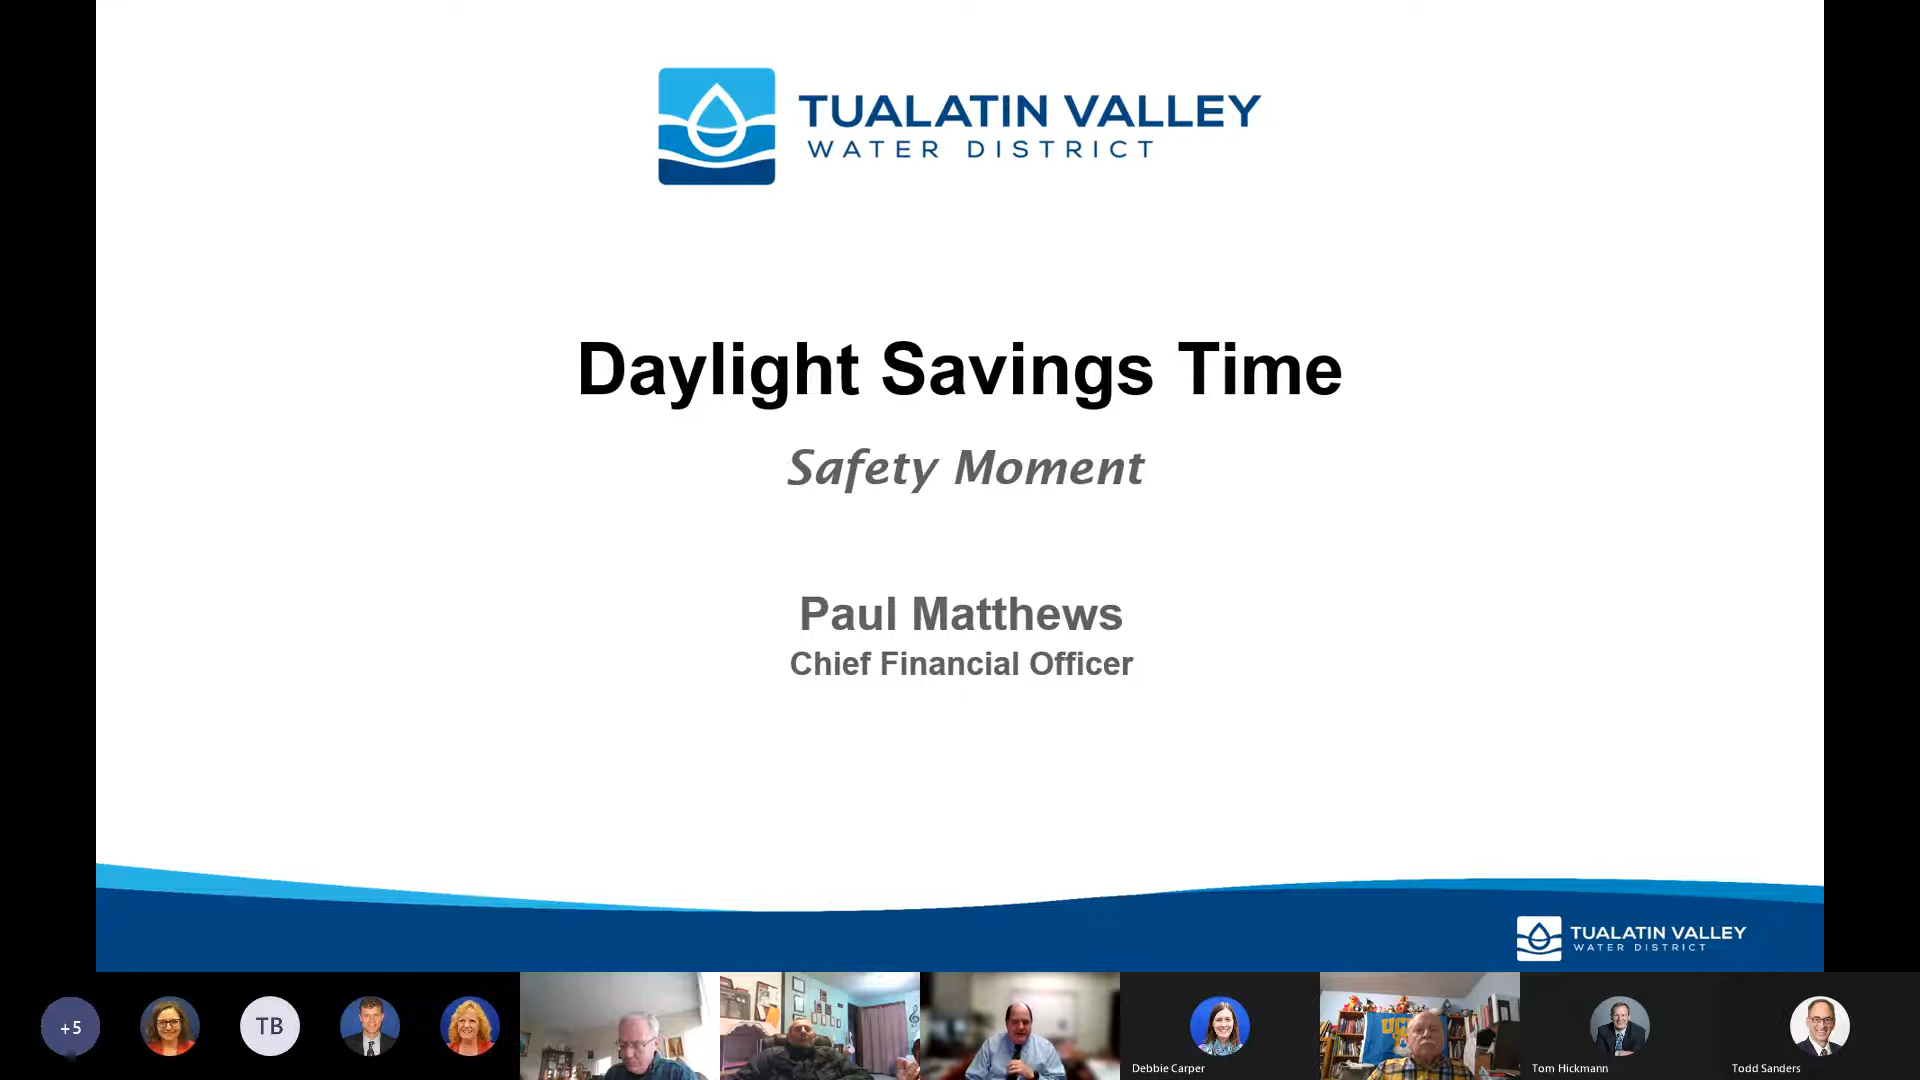 TUALATIN VALLEY
WATER DISTRICT
Daylight Savings Time
Safety Moment
Paul Matthews
Chief Financial Officer
TUALATIN VALLEY
WATER DISTRICT
+5
TB
Debbie Carper
Tom Hickmann
Todd Sanders